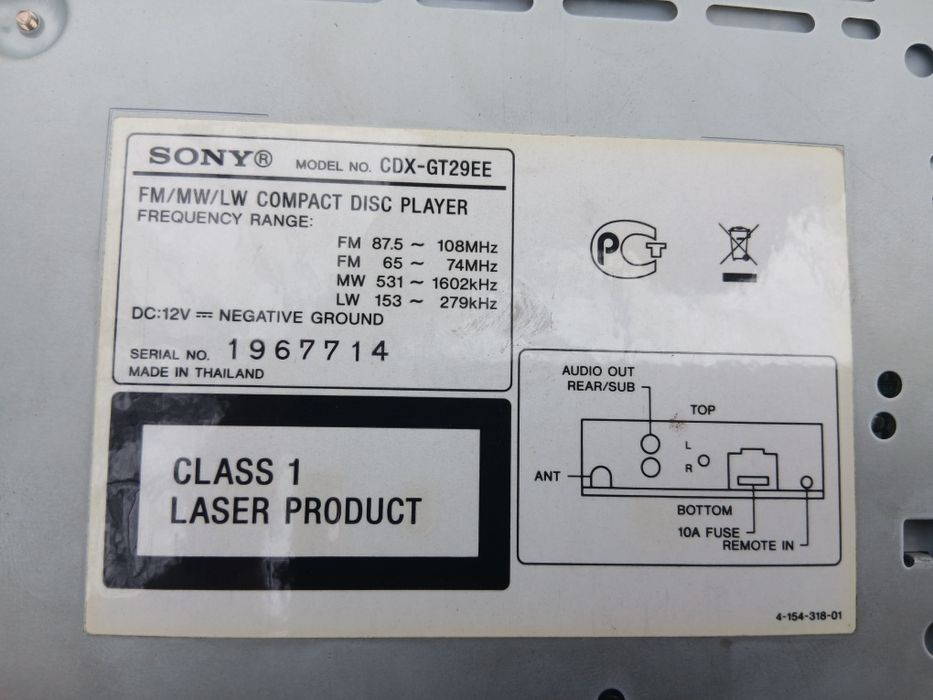 SONY® MODEL NO. CDX-GT29EE
FM/MW/LW COMPACT DISC PLAYER
FREQUENCY RANGE:
FM 87.5 ~ 108MHz
FM 65 ~ 74MHz
MW 531 ~ 1602kHz
LW 153 ~ 279kHz
DC:12V ⎓ NEGATIVE GROUND
SERIAL NO. 1967714
MADE IN THAILAND
CLASS 1
LASER PRODUCT
РСТ
AUDIO OUT
REAR/SUB
TOP
L
R
ANT
BOTTOM
10A FUSE
REMOTE IN
4-154-318-01